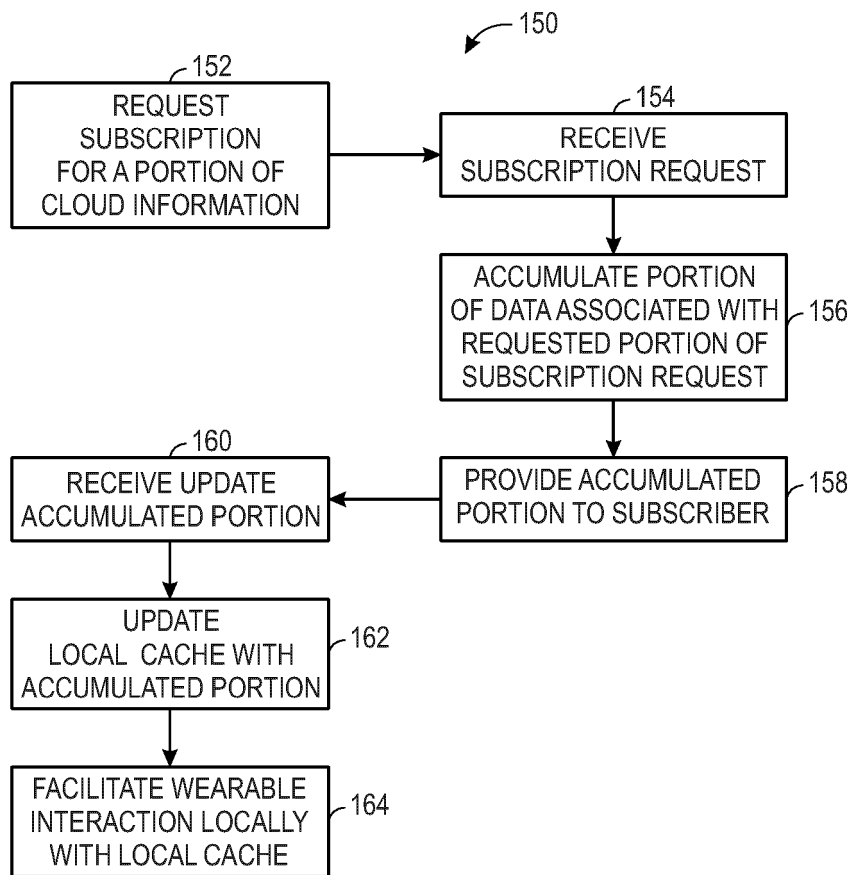 150
152
REQUEST
SUBSCRIPTION
FOR A PORTION OF
CLOUD INFORMATION
154
RECEIVE
SUBSCRIPTION REQUEST
ACCUMULATE PORTION
OF DATA ASSOCIATED WITH
REQUESTED PORTION OF
SUBSCRIPTION REQUEST
156
PROVIDE ACCUMULATED
PORTION TO SUBSCRIBER
158
160
RECEIVE UPDATE
ACCUMULATED PORTION
UPDATE
LOCAL CACHE WITH
ACCUMULATED PORTION
162
FACILITATE WEARABLE
INTERACTION LOCALLY
WITH LOCAL CACHE
164